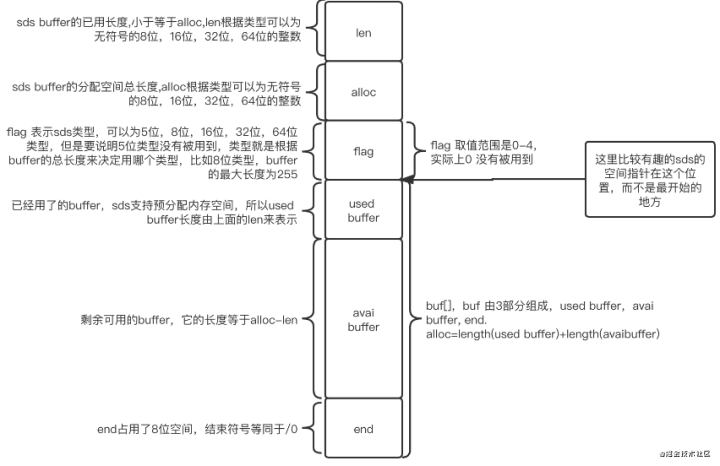 sds buffer的已用长度,小于等于alloc,len根据类型可以为
无符号的8位，16位，32位，64位的整数
len
sds buffer的分配空间总长度,alloc根据类型可以为无符号
的8位，16位，32位，64位的整数
alloc
flag 表示sds类型，可以为5位，8位，16位，32位，64位
类型，但是要说明5位类型没有被用到，类型就是根据
buffer的总长度来决定用哪个类型，比如8位类型，buffer
的最大长度为255
flag
flag 取值范围是0-4,
实际上0 没有被用到
这里比较有趣的sds的
空间指针在这个位
置，而不是最开始的
地方
已经用了的buffer，sds支持预分配内存空间，所以used
buffer长度由上面的len来表示
used
buffer
剩余可用的buffer，它的长度等于alloc-len
avai
buffer
buf[]，buf 由3部分组成，used buffer，avai
buffer, end.
alloc=length(used buffer)+length(avaibuffer)
end占用了8位空间，结束符号等同于/0
end
@稀土掘金技术社区